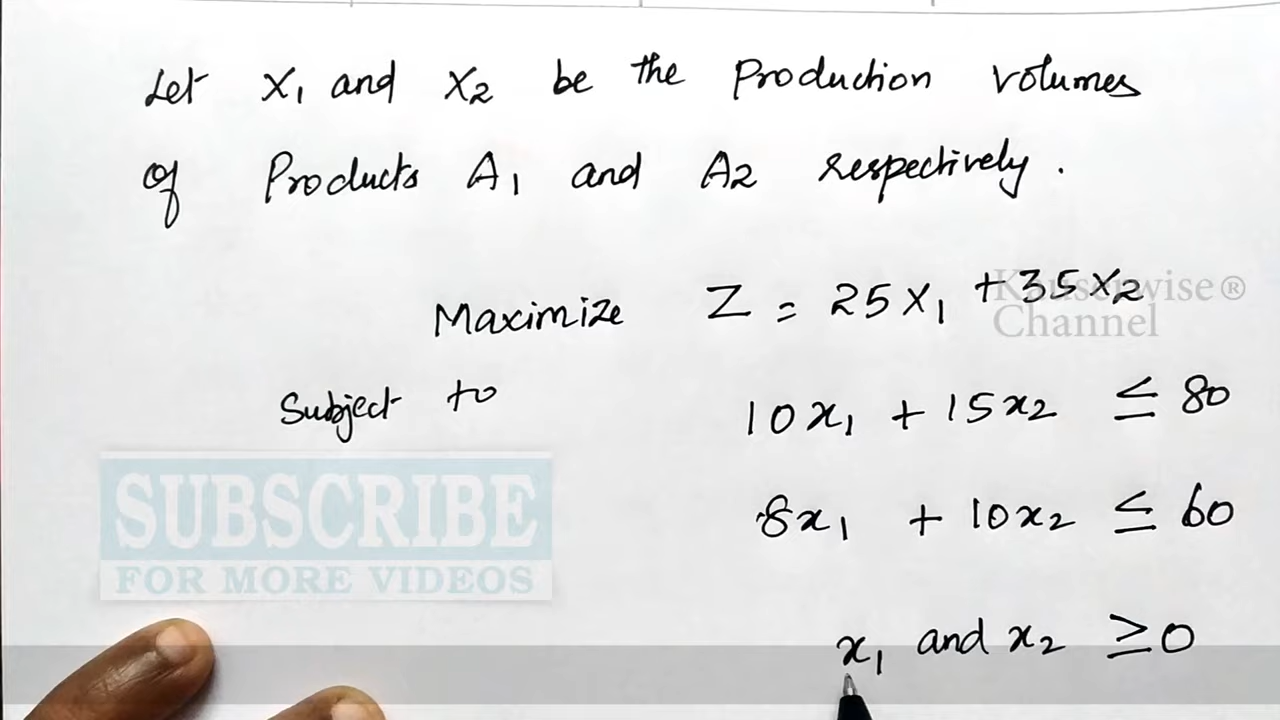 Let X1 and X2 be the Production volumes
of Products A1 and A2 respectively.
Maximize Z = 25X1 + 35X2
Kauserwise®
Channel
Subject to 10x1 + 15x2 ≤ 80
SUBSCRIBE
FOR MORE VIDEOS
8x1 + 10x2 ≤ 60
x1 and x2 ≥ 0